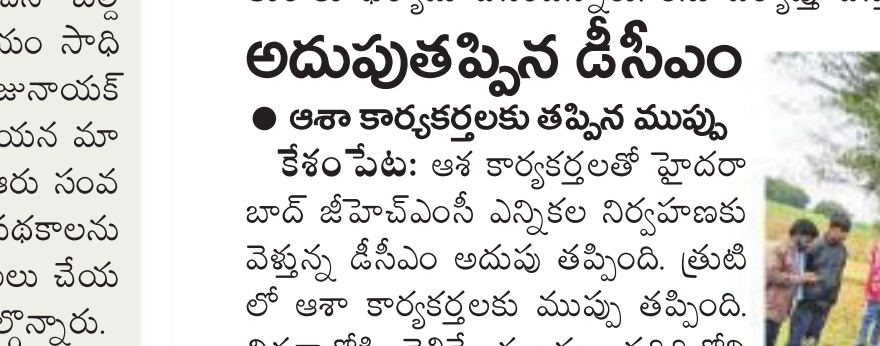 యం సాధి
జునాయక్
యన మా
ఆరు సంవ
పథకాలను
లు చేయ
గొన్నారు.
అదుపుతప్పిన డీసీఎం
● ఆశా కార్యకర్తలకు తప్పిన ముప్పు
కేశంపేట: ఆశ కార్యకర్తలతో హైదరా
బాద్ జీహెచ్ఎంసీ ఎన్నికల నిర్వహణకు
వెళ్తున్న డీసీఎం అదుపు తప్పింది. త్రుటి
లో ఆశా కార్యకర్తలకు ముప్పు తప్పింది.